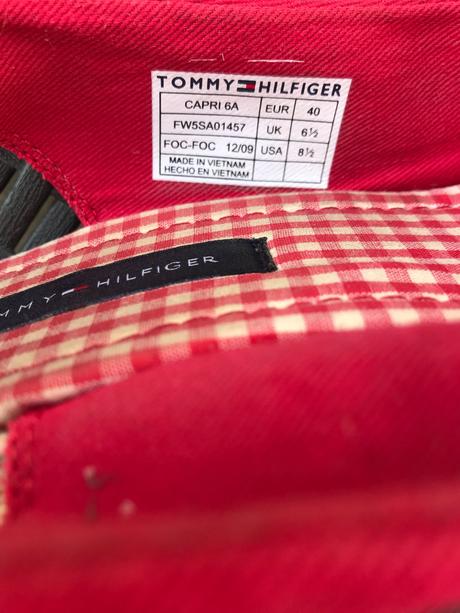 TOMMY HILFIGER
CAPRI 6A EUR 40
FW5SA01457 UK 6½
FOC-FOC 12/09 USA 8½
MADE IN VIETNAM
HECHO EN VIETNAM
MMY HILFIGER